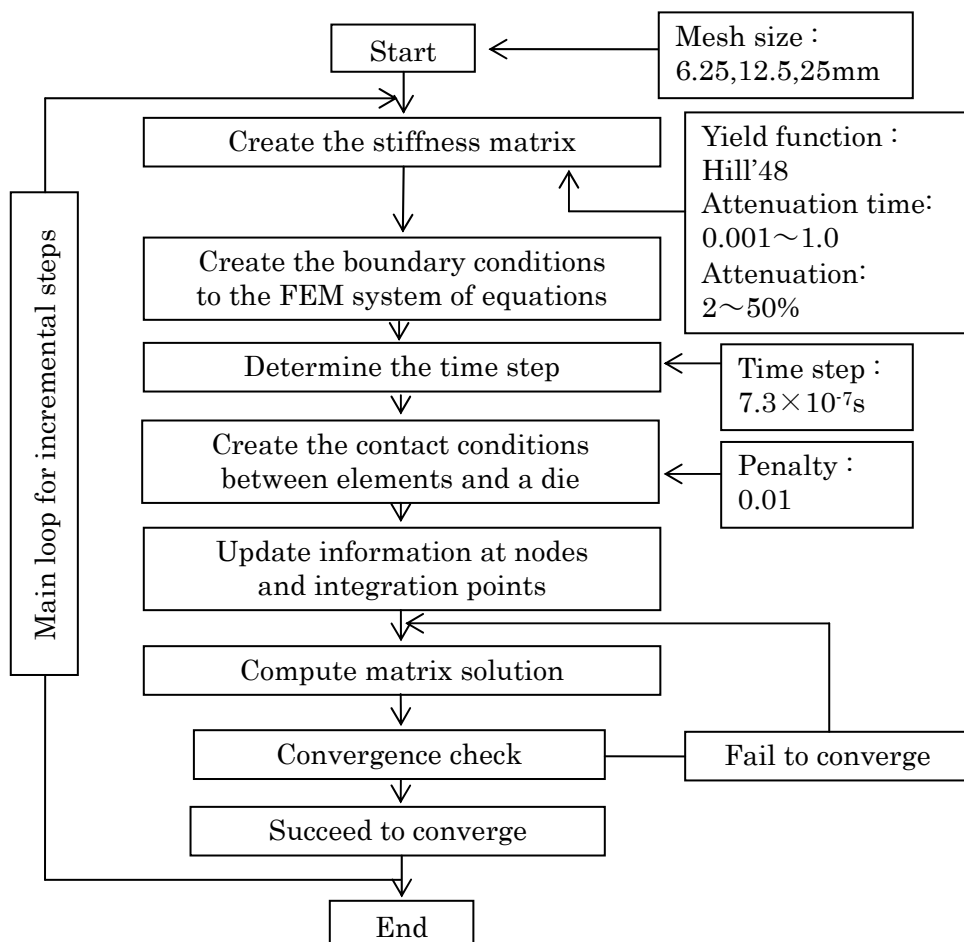 Start
Mesh size：
6.25,12.5,25mm
Create the stiffness matrix
Yield function：
Hill’48
Attenuation time:
0.001～1.0
Attenuation:
2～50%
Create the boundary conditions
to the FEM system of equations
Determine the time step
Time step：
7.3×10⁻⁷s
Create the contact conditions
between elements and a die
Penalty：
0.01
Main loop for incremental steps
Update information at nodes
and integration points
Compute matrix solution
Convergence check
Fail to converge
Succeed to converge
End